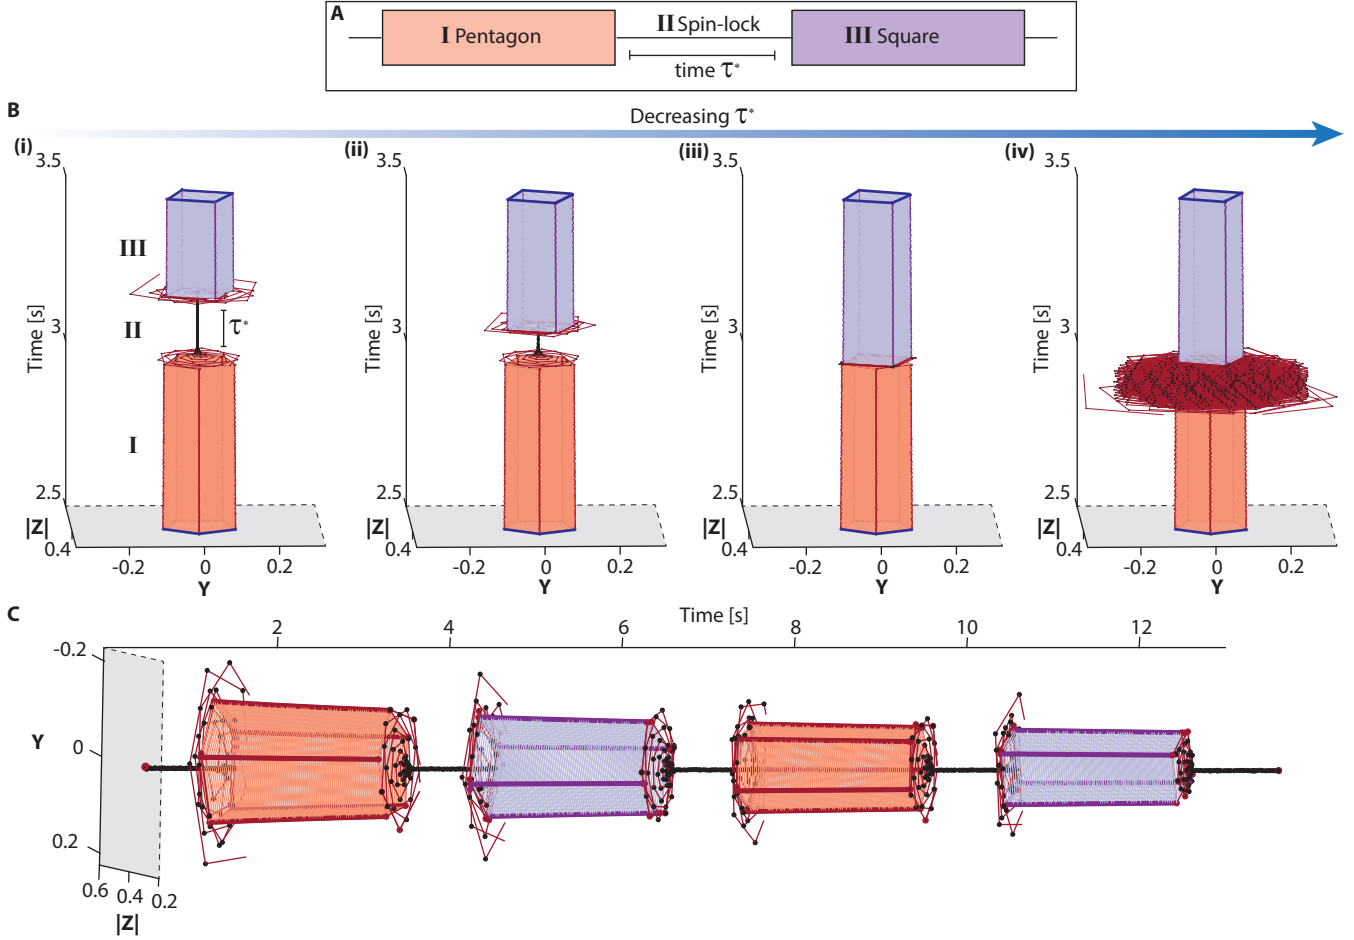 A
I Pentagon
II Spin-lock
III Square
time τ*
B
Decreasing τ*
(i)
(ii)
(iii)
(iv)
3.5
3
2.5
Time [s]
III
II
I
τ*
|Z|
0.4
-0.2
0
0.2
Y
3.5
3
2.5
Time [s]
|Z|
0.4
-0.2
0
0.2
Y
3.5
3
2.5
Time [s]
|Z|
0.4
-0.2
0
0.2
Y
3.5
3
2.5
Time [s]
|Z|
0.4
-0.2
0
0.2
Y
C
Time [s]
2
4
6
8
10
12
-0.2
Y
0
0.2
0.6
0.4
0.2
|Z|